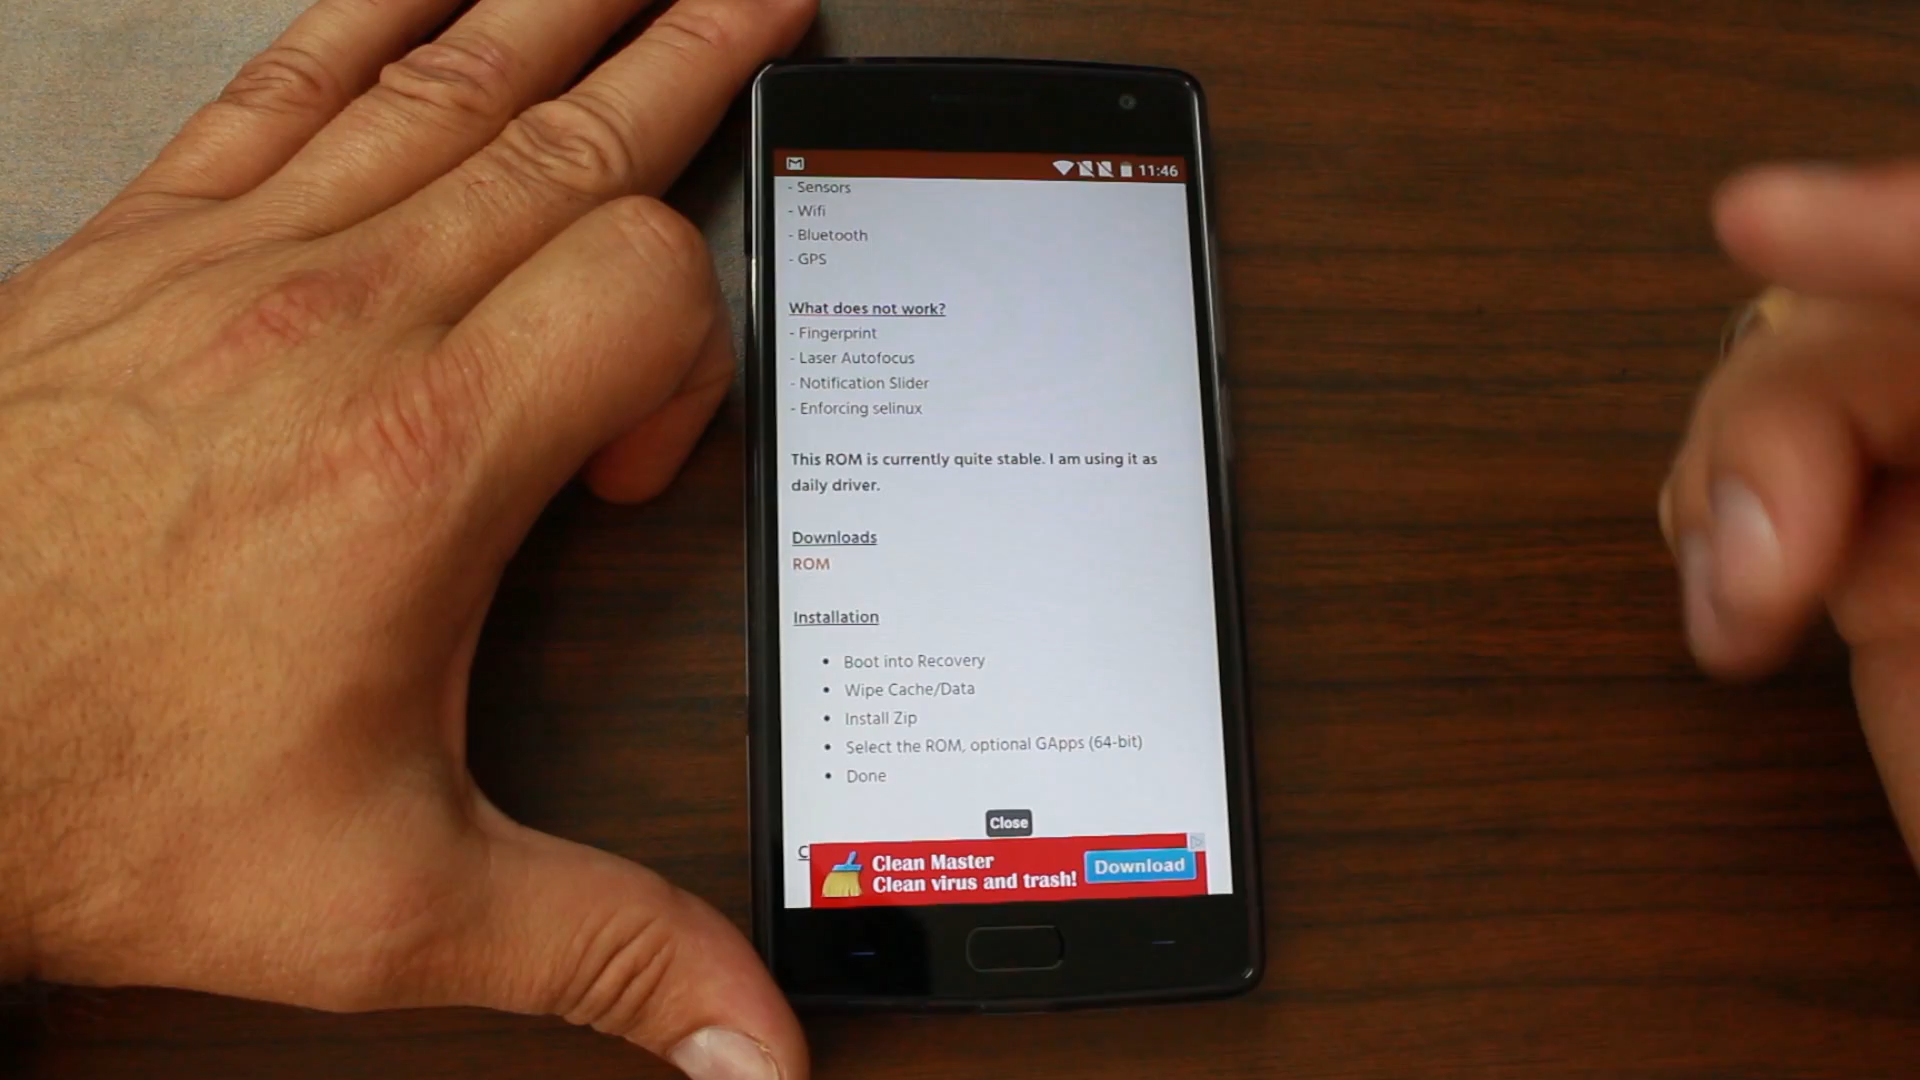 11:46
- Sensors
- Wifi
- Bluetooth
- GPS
What does not work?
- Fingerprint
- Laser Autofocus
- Notification Slider
- Enforcing selinux
This ROM is currently quite stable. I am using it as
daily driver.
Downloads
ROM
Installation
• Boot into Recovery
• Wipe Cache/Data
• Install Zip
• Select the ROM, optional GApps (64-bit)
• Done
Close
C
Clean Master
Clean virus and trash!
Download